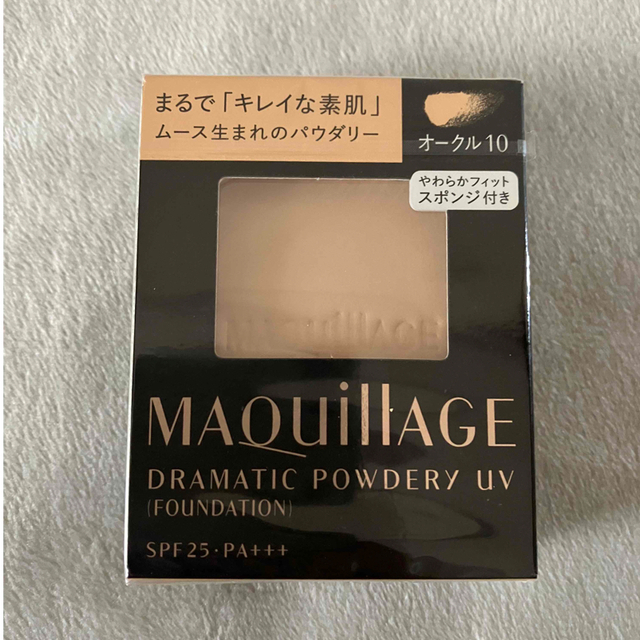 まるで「キレイな素肌」
ムース生まれのパウダリー
オークル10
やわらかフィット
スポンジ付き
MAQuillAGE
MAQuillAGE
DRAMATIC POWDERY UV
(FOUNDATION)
SPF25・PA+++